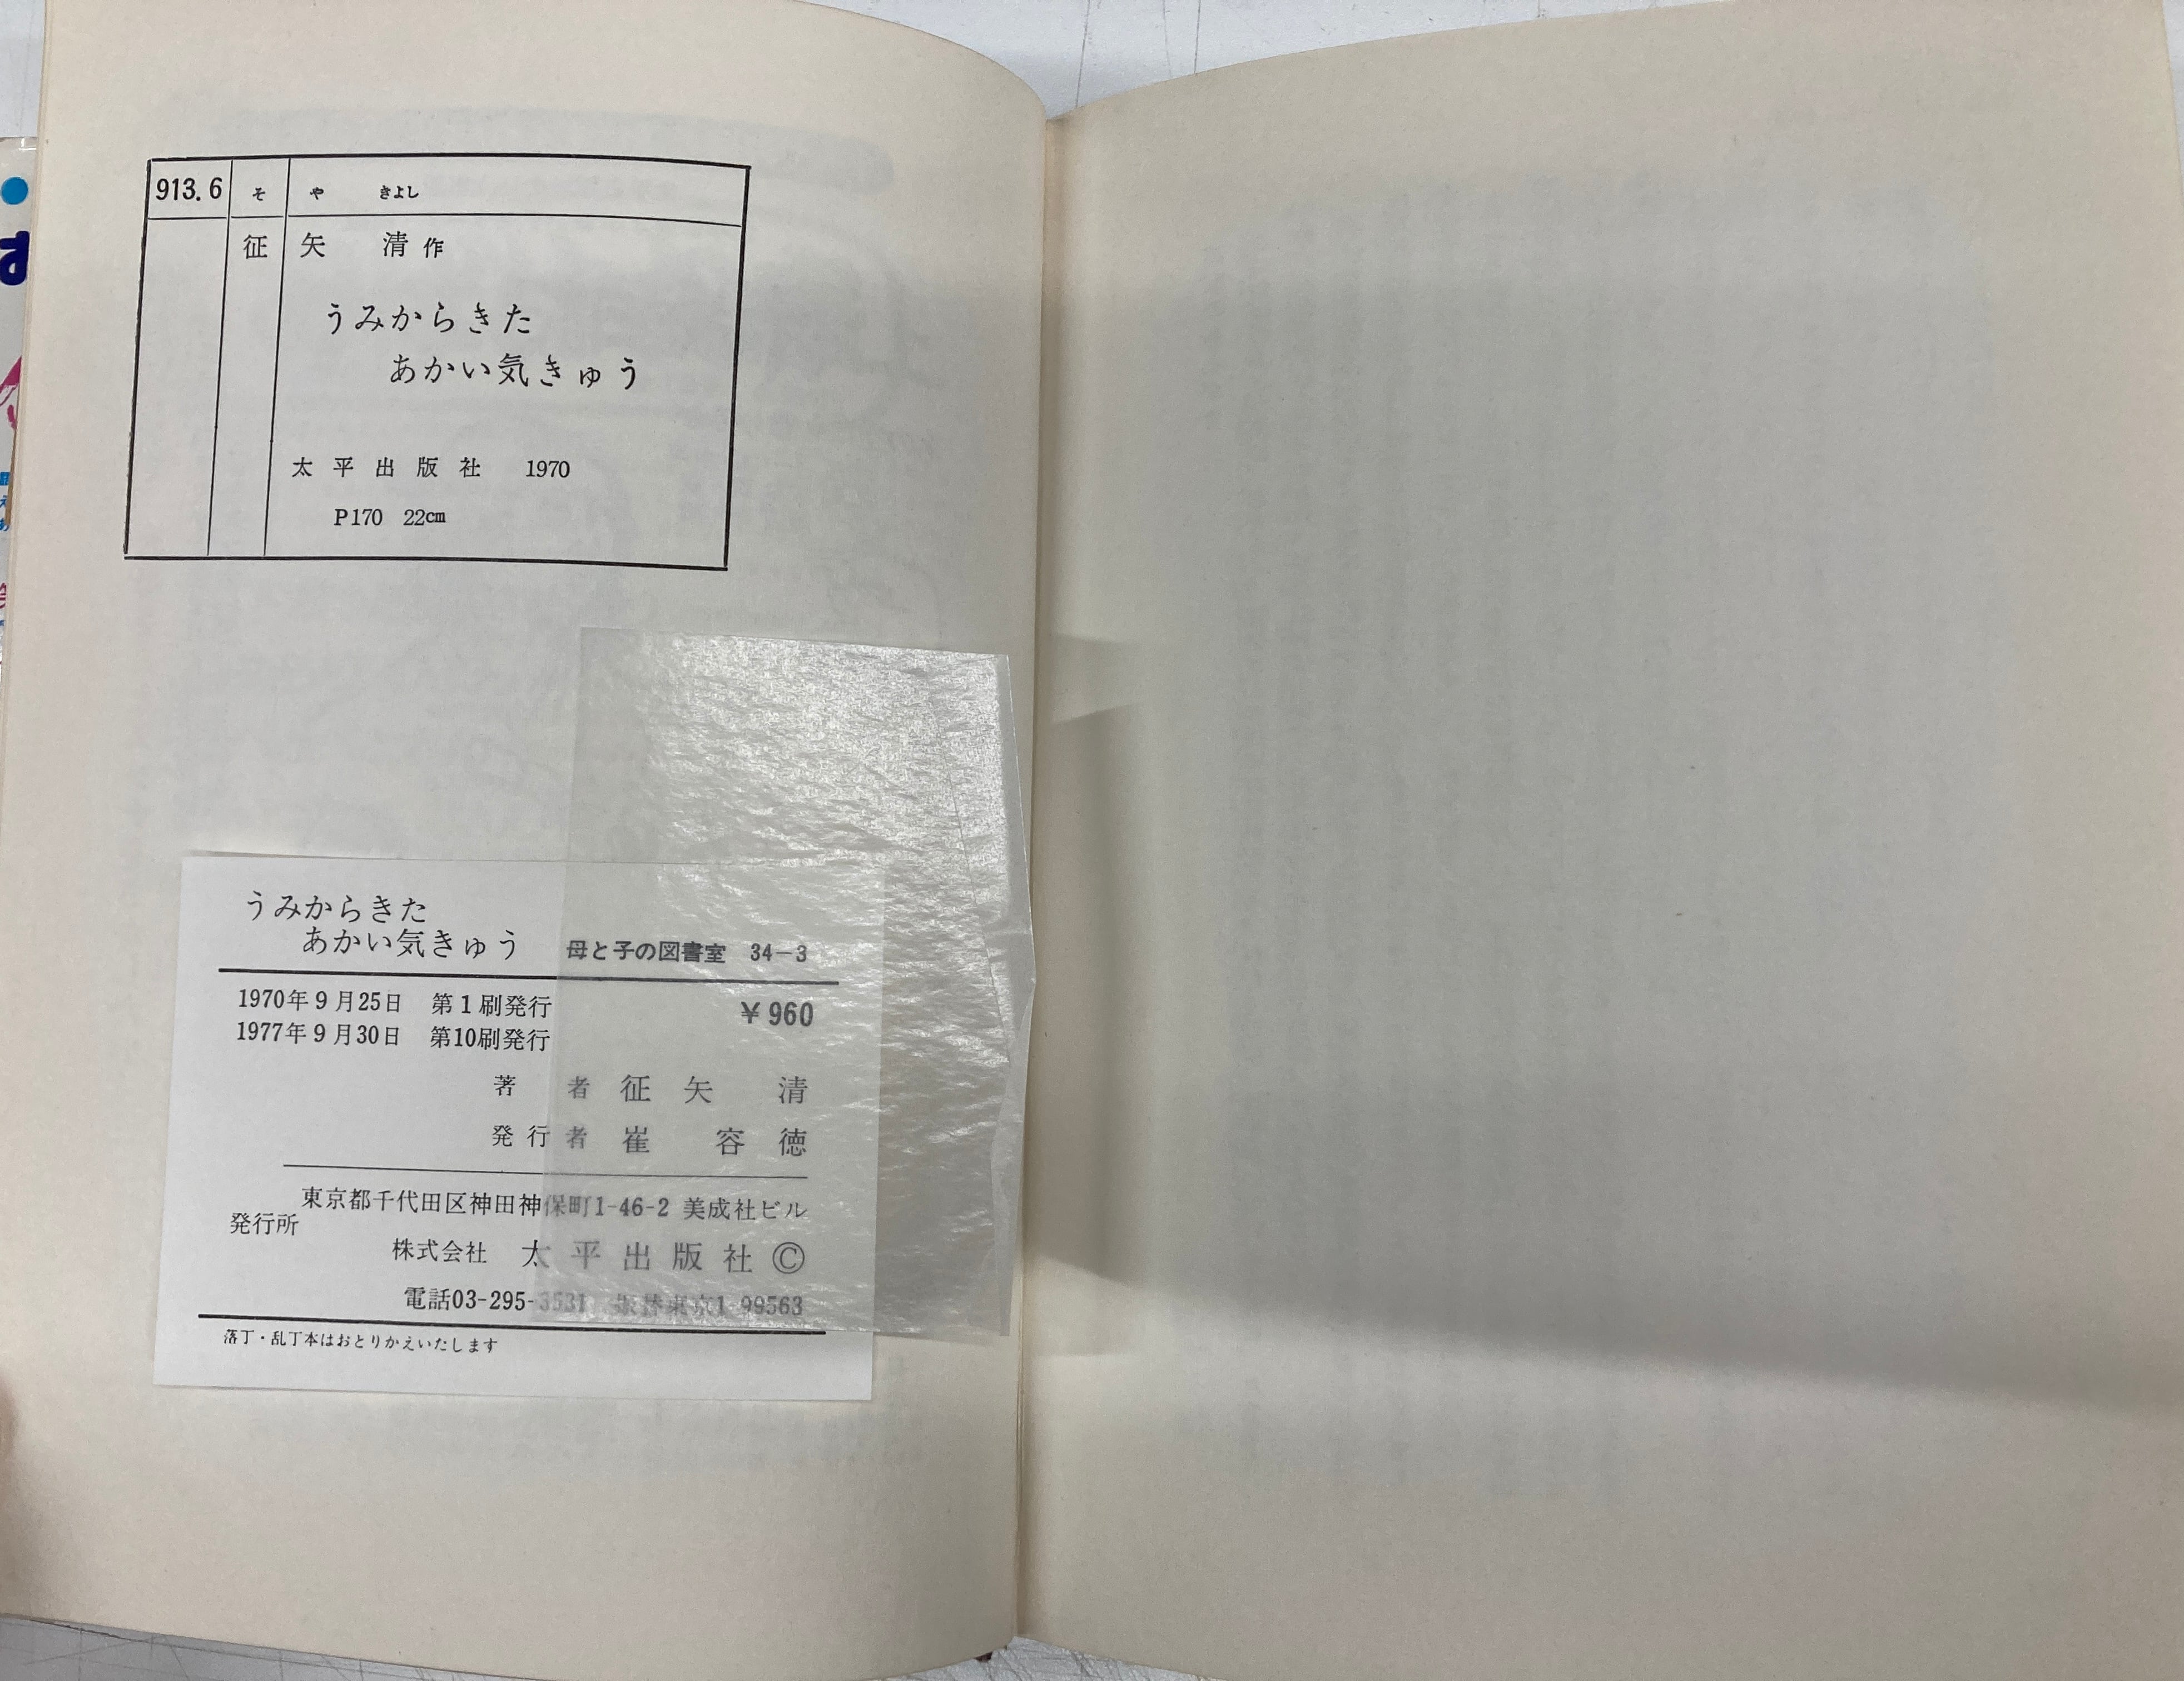 913.6 そ や きよし
征 矢 清 作
うみからきた
あかい気きゅう
太平出版社 1970
P170 22cm
うみからきた
あかい気きゅう 母と子の図書室 34-3
1970年9月25日 第1刷発行 ¥960
1977年9月30日 第10刷発行
著者 征矢 清
発行者 崔 容徳
東京都千代田区神田神保町1-46-2 美成社ビル
発行所
株式会社 太平出版社 Ⓒ
電話03-295-3531 振替東京1-99563
落丁・乱丁本はおとりかえいたします
す